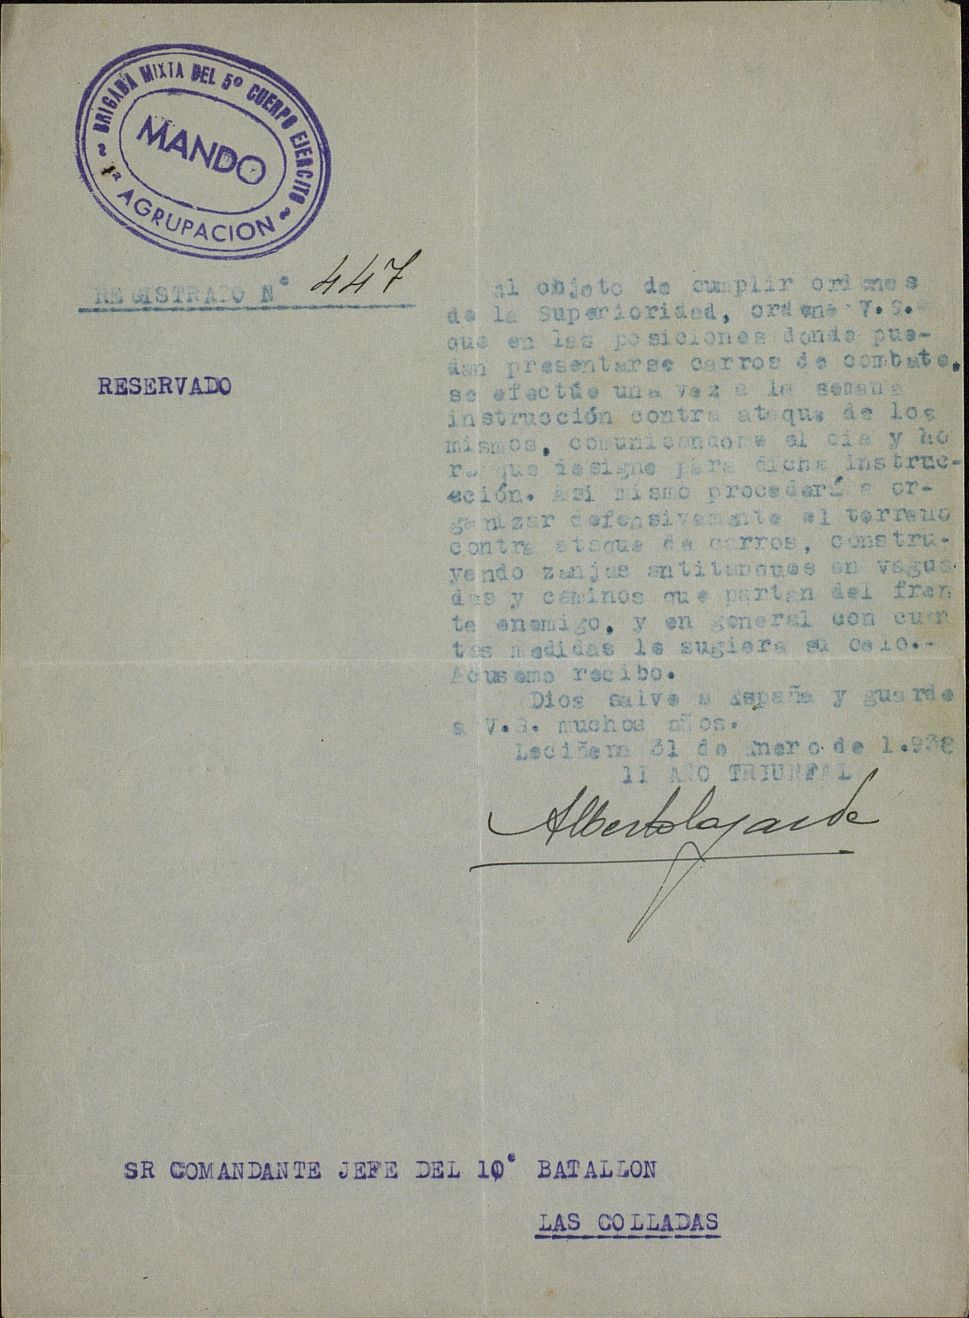 ~ BRIGADA MIXTA DEL 5º CUERPO EJERCITO ~
MANDO
1ª AGRUPACION
REGISTRATO Nº 447
RESERVADO
Al objeto de cumplir ordenes
de la Superioridad, ordene V.S.
que en las posiciones donde pue-
dan presentarse carros de combate,
se efectúe una vez a la semana
instrucción contra ataque de los
mismos, comunicandome el dia y ho
ra que designe para dicha instruc-
ción. Asi mismo procederá a or-
ganizar defensivamente el terreno
contra ataque de carros, constru-
yendo zanjas antitanques en vagua
das y caminos que partan del fren
te enemigo, y en general con cuan
tas medidas le sugiera su celo.-
Acuseme recibo.
Dios salve a España y guarde
a V.S. muchos años.
Leciñena 31 de Enero de 1.938
II AÑO TRIUNFAL
Alberto Lagarde
SR COMANDANTE JEFE DEL 10º BATALLON
LAS COLLADAS